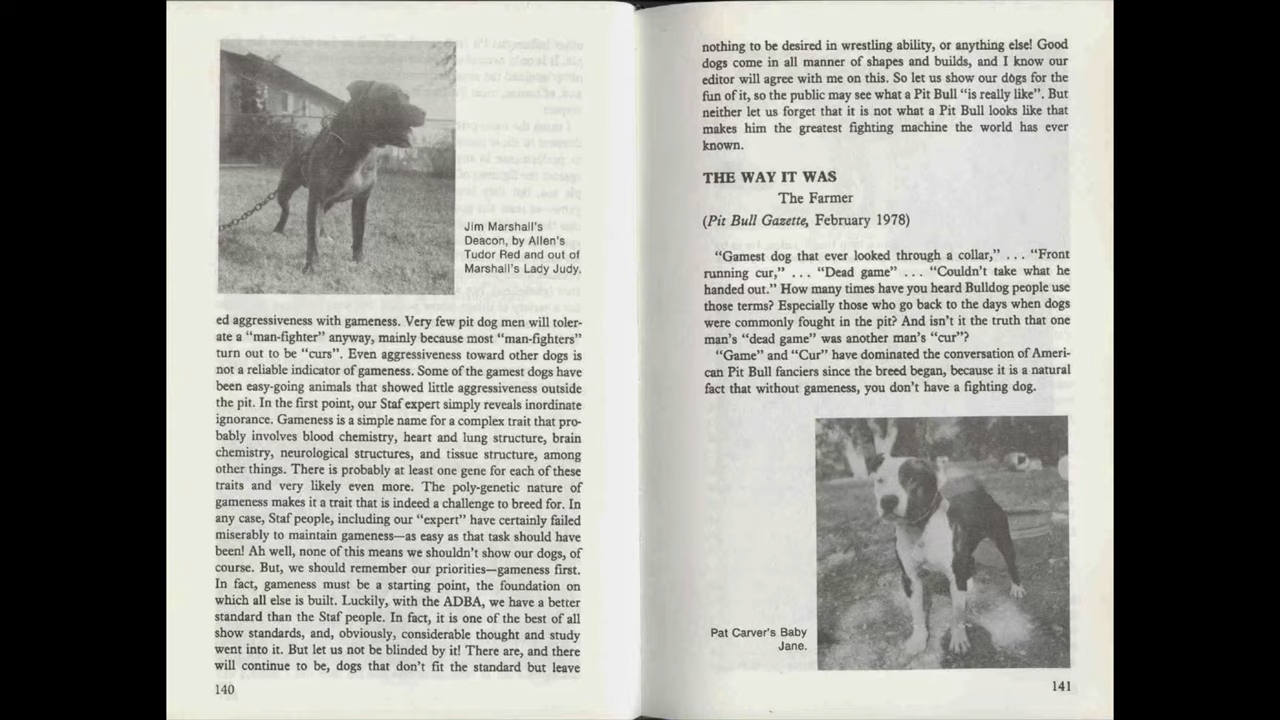 Jim Marshall's
Deacon, by Allen's
Tudor Red and out of
Marshall's Lady Judy.
ed aggressiveness with gameness. Very few pit dog men will toler-
ate a "man-fighter" anyway, mainly because most "man-fighters"
turn out to be "curs". Even aggressiveness toward other dogs is
not a reliable indicator of gameness. Some of the gamest dogs have
been easy-going animals that showed little aggressiveness outside
the pit. In the first point, our Staf expert simply reveals inordinate
ignorance. Gameness is a simple name for a complex trait that pro-
bably involves blood chemistry, heart and lung structure, brain
chemistry, neurological structures, and tissue structure, among
other things. There is probably at least one gene for each of these
traits and very likely even more. The poly-genetic nature of
gameness makes it a trait that is indeed a challenge to breed for. In
any case, Staf people, including our "expert" have certainly failed
miserably to maintain gameness—as easy as that task should have
been! Ah well, none of this means we shouldn't show our dogs, of
course. But, we should remember our priorities—gameness first.
In fact, gameness must be a starting point, the foundation on
which all else is built. Luckily, with the ADBA, we have a better
standard than the Staf people. In fact, it is one of the best of all
show standards, and, obviously, considerable thought and study
went into it. But let us not be blinded by it! There are, and there
will continue to be, dogs that don't fit the standard but leave
140
nothing to be desired in wrestling ability, or anything else! Good
dogs come in all manner of shapes and builds, and I know our
editor will agree with me on this. So let us show our dogs for the
fun of it, so the public may see what a Pit Bull "is really like". But
neither let us forget that it is not what a Pit Bull looks like that
makes him the greatest fighting machine the world has ever
known.
THE WAY IT WAS
The Farmer
(Pit Bull Gazette, February 1978)
"Gamest dog that ever looked through a collar," . . . "Front
running cur," . . . "Dead game" . . . "Couldn't take what he
handed out." How many times have you heard Bulldog people use
those terms? Especially those who go back to the days when dogs
were commonly fought in the pit? And isn't it the truth that one
man's "dead game" was another man's "cur"?
"Game" and "Cur" have dominated the conversation of Ameri-
can Pit Bull fanciers since the breed began, because it is a natural
fact that without gameness, you don't have a fighting dog.
Pat Carver's Baby
Jane.
141